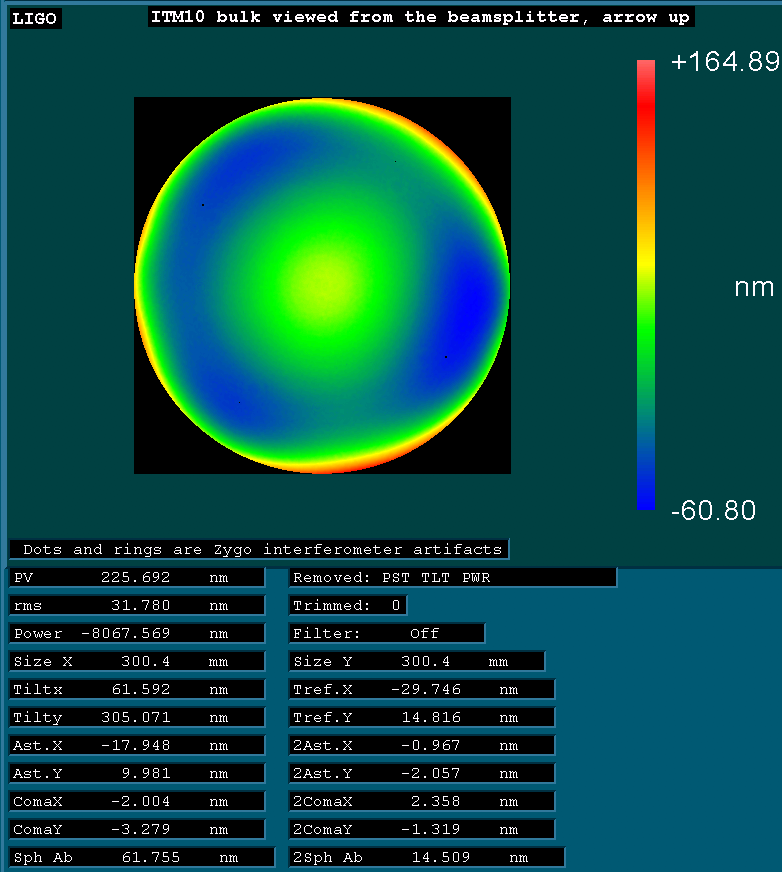 LIGO
ITM10 bulk viewed from the beamsplitter, arrow up
+164.89
nm
-60.80
Dots and rings are Zygo interferometer artifacts
PV 225.692 nm
Removed: PST TLT PWR
rms 31.780 nm
Trimmed: 0
Power -8067.569 nm
Filter: Off
Size X 300.4 mm
Size Y 300.4 mm
Tiltx 61.592 nm
Tref.X -29.746 nm
Tilty 305.071 nm
Tref.Y 14.816 nm
Ast.X -17.948 nm
2Ast.X -0.967 nm
Ast.Y 9.981 nm
2Ast.Y -2.057 nm
ComaX -2.004 nm
2ComaX 2.358 nm
ComaY -3.279 nm
2ComaY -1.319 nm
Sph Ab 61.755 nm
2Sph Ab 14.509 nm